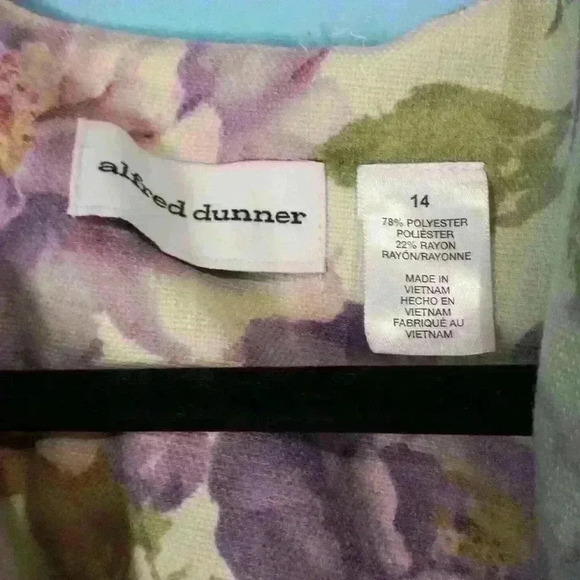 alfred dunner
14
78% POLYESTER
POLIÉSTER
22% RAYON
RAYÓN/RAYONNE
MADE IN
VIETNAM
HECHO EN
VIETNAM
FABRIQUÉ AU
VIETNAM